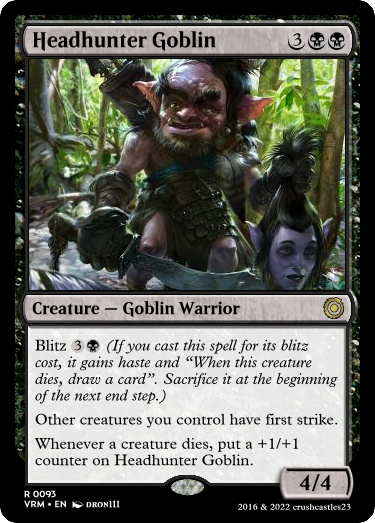 Headhunter Goblin 3
Creature — Goblin Warrior
Blitz 3 (If you cast this spell for its blitz
cost, it gains haste and “When this creature
dies, draw a card”. Sacrifice it at the beginning
of the next end step.)
Other creatures you control have first strike.
Whenever a creature dies, put a +1/+1
counter on Headhunter Goblin.
4/4
R 0093
VRM • EN DRON111
2016 & 2022 crushcastles23